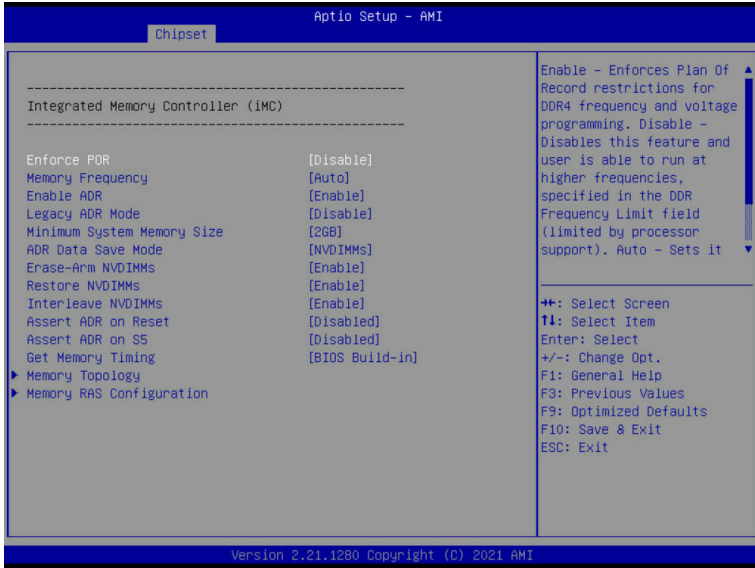 Aptio Setup – AMI
Chipset
------------------------------------------------
Integrated Memory Controller (iMC)
------------------------------------------------
Enforce POR [Disable]
Memory Frequency [Auto]
Enable ADR [Enable]
Legacy ADR Mode [Disable]
Minimum System Memory Size [2GB]
ADR Data Save Mode [NVDIMMs]
Erase-Arm NVDIMMs [Enable]
Restore NVDIMMs [Enable]
Interleave NVDIMMs [Enable]
Assert ADR on Reset [Disabled]
Assert ADR on S5 [Disabled]
Get Memory Timing [BIOS Build-in]
Memory Topology
Memory RAS Configuration
Enable – Enforces Plan Of
Record restrictions for
DDR4 frequency and voltage
programming. Disable –
Disables this feature and
user is able to run at
higher frequencies,
specified in the DDR
Frequency Limit field
(limited by processor
support). Auto – Sets it
→←: Select Screen
↑↓: Select Item
Enter: Select
+/-: Change Opt.
F1: General Help
F3: Previous Values
F9: Optimized Defaults
F10: Save & Exit
ESC: Exit
Version 2.21.1280 Copyright (C) 2021 AMI